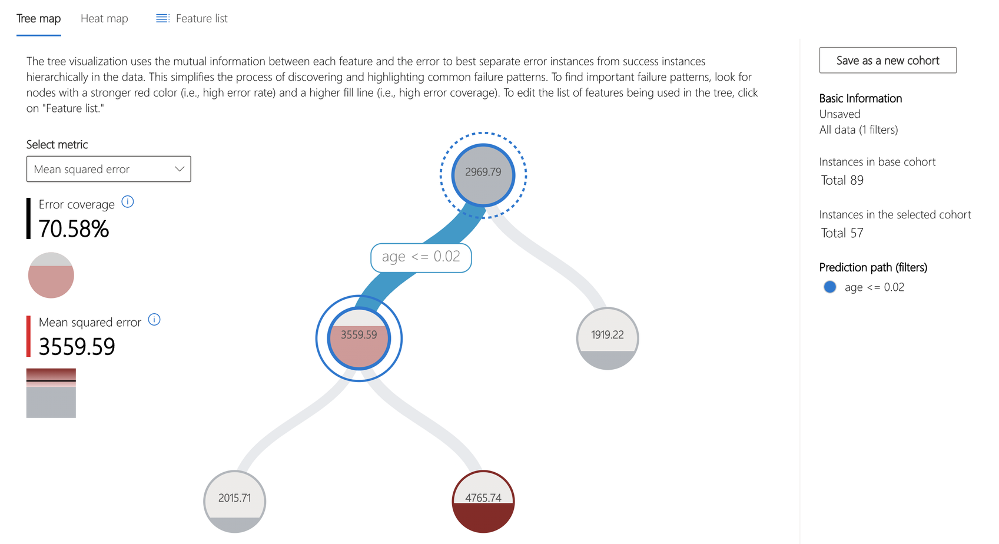 Tree map
Heat map
Feature list
The tree visualization uses the mutual information between each feature and the error to best separate error instances from success instances
hierarchically in the data. This simplifies the process of discovering and highlighting common failure patterns. To find important failure patterns, look for
nodes with a stronger red color (i.e., high error rate) and a higher fill line (i.e., high error coverage). To edit the list of features being used in the tree, click
on "Feature list."
Select metric
Mean squared error
Error coverage
i
70.58%
Mean squared error
i
3559.59
2969.79
age <= 0.02
3559.59
1919.22
2015.71
4765.74
Save as a new cohort
Basic Information
Unsaved
All data (1 filters)
Instances in base cohort
Total 89
Instances in the selected cohort
Total 57
Prediction path (filters)
age <= 0.02